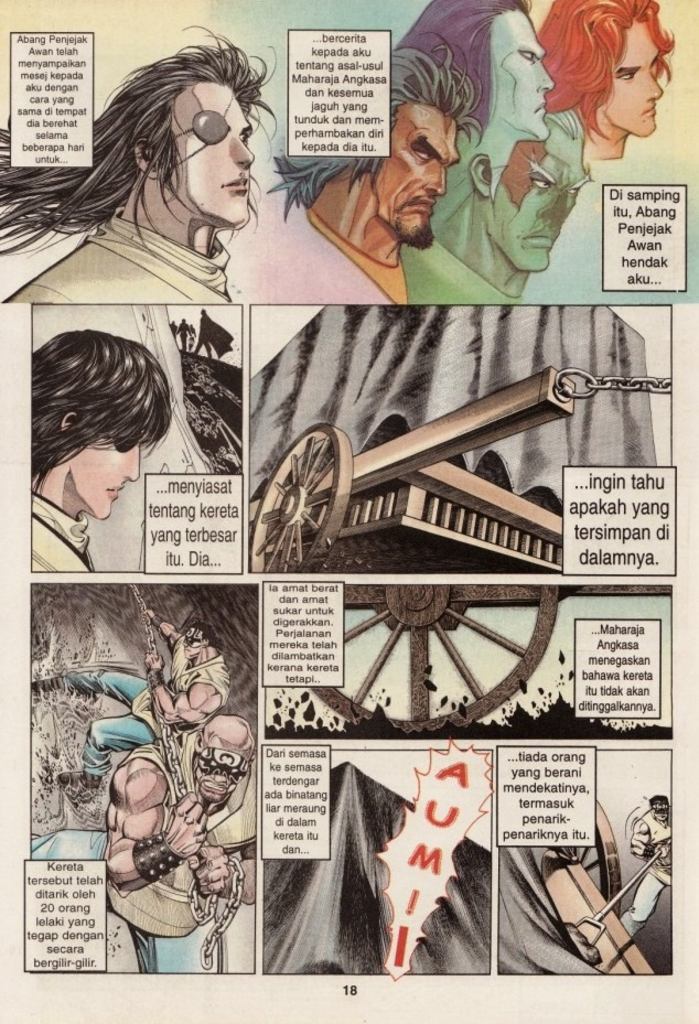 Abang Penjejak
Awan telah
menyampaikan
mesej kepada
aku dengan
cara yang
sama di tempat
dia berehat
selama
beberapa hari
untuk...
...bercerita
kepada aku
tentang asal-usul
Maharaja Angkasa
dan kesemua
jaguh yang
tunduk dan mem-
perhambakan diri
kepada dia itu.
Di samping
itu, Abang
Penjejak
Awan
hendak
aku...
...menyiasat
tentang kereta
yang terbesar
itu. Dia...
...ingin tahu
apakah yang
tersimpan di
dalamnya.
Kereta
tersebut telah
ditarik oleh
20 orang
lelaki yang
tegap dengan
secara
bergilir-gilir.
Ia amat berat
dan amat
sukar untuk
digerakkan.
Perjalanan
mereka telah
dilambatkan
kerana kereta
tetapi..
...Maharaja
Angkasa
menegaskan
bahawa kereta
itu tidak akan
ditinggalkannya.
Dari semasa
ke semasa
terdengar
ada binatang
liar meraung
di dalam
kereta itu
dan...
AUM!!
...tiada orang
yang berani
mendekatinya,
termasuk
penarik-
penariknya itu.
18